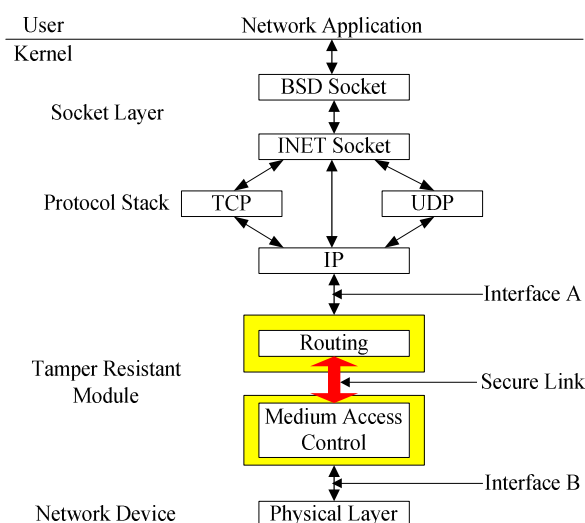 User
Network Application
Kernel
BSD Socket
Socket Layer
INET Socket
Protocol Stack
TCP
UDP
IP
Interface A
Routing
Tamper Resistant
Module
Secure Link
Medium Access
Control
Interface B
Network Device
Physical Layer